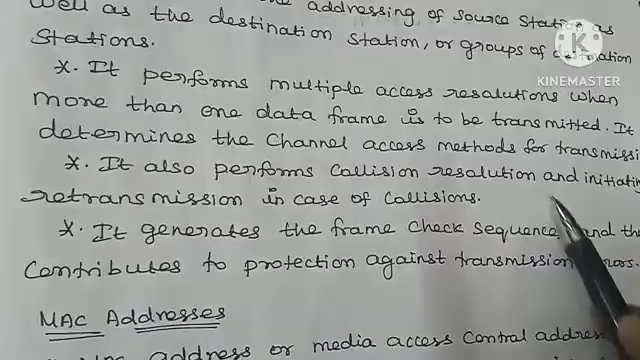 well as the addressing of source station as
the destination station, or groups of destination
stations.
*. It performs multiple access resolutions when
more than one data frame is to be transmitted. It
determines the channel access methods for
*. It also performs collision resolution and
retransmission in case of collisions.
*. It generates the frame check sequence and
contributes to protection against transmission
MAC Addresses
MAC address or media access control address
K
KINEMASTER